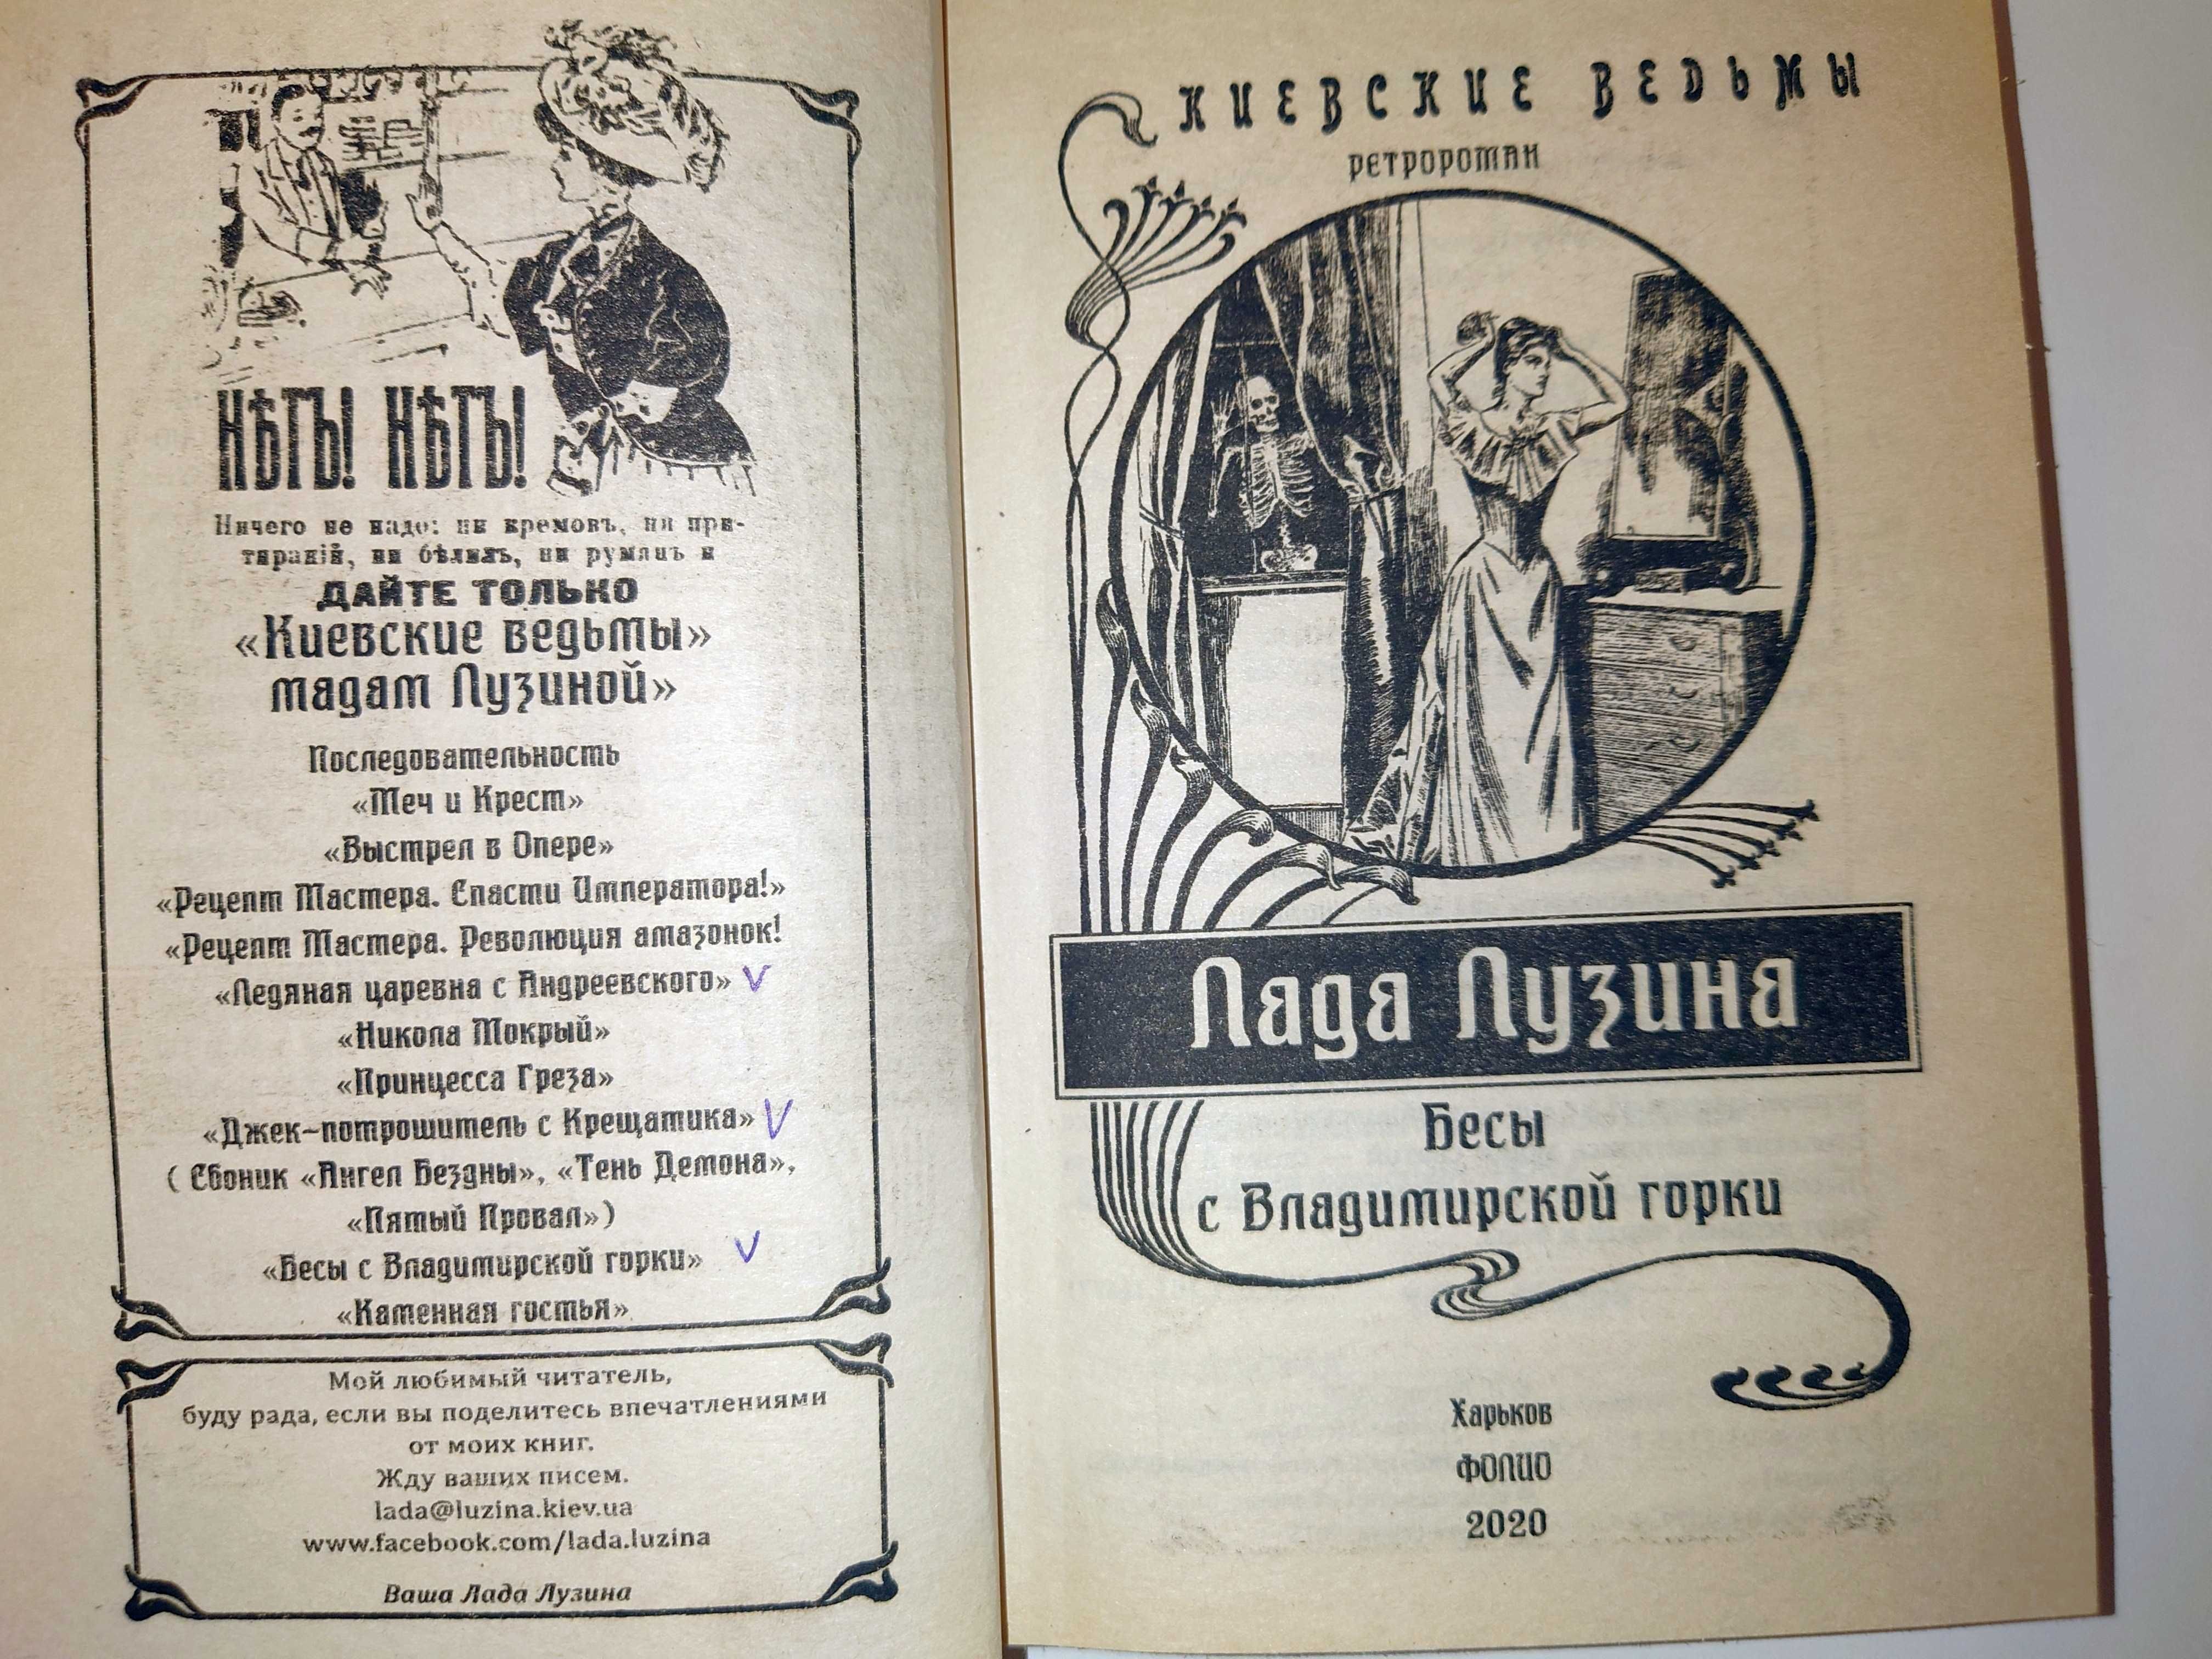 НѢТЪ! НѢТЪ!
Ничего не надо: ни кремовъ, ни при-
тираній, ни бѣлилъ, ни румянъ и
ДАЙТЕ ТОЛЬКО
«Киевские ведьмы»
мадам Лузиной»
Последовательность
«Меч и Крест»
«Выстрел в Опере»
«Рецепт Мастера. Спасти Императора!»
«Рецепт Мастера. Революция амазонок!
«Ледяная царевна с Андреевского» V
«Никола Мокрый»
«Принцесса Греза»
«Джек-потрошитель с Крещатика» V
( Сбоник «Ангел Бездны», «Тень Демона»,
«Пятый Провал»)
«Бесы с Владимирской горки» V
«Каменная гостья»
Мой любимый читатель,
буду рада, если вы поделитесь впечатлениями
от моих книг.
Жду ваших писем.
lada@luzina.kiev.ua
www.facebook.com/lada.luzina
Ваша Лада Лузина
КИЕВСКИЕ ВЕДЬМЫ
ретророман
Лада Лузина
Бесы
с Владимирской горки
Харьков
ФОЛИО
2020